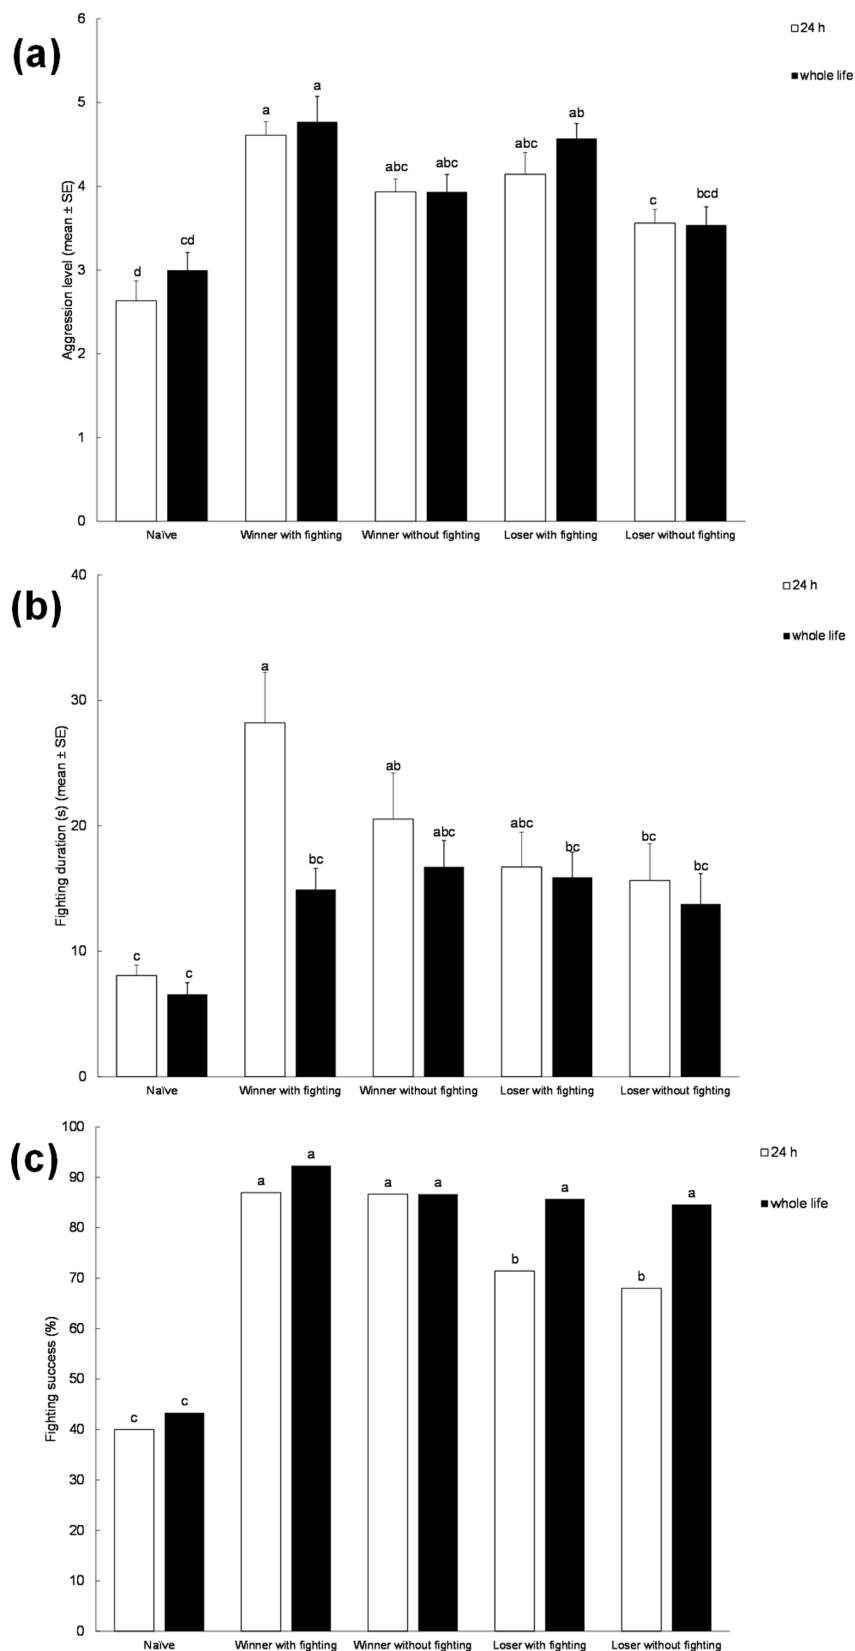 (a)
24 h
whole life
Aggression level (mean ± SE)
6
5
4
3
2
1
0
d
cd
a
a
abc
abc
abc
ab
c
bcd
Naïve
Winner with fighting
Winner without fighting
Loser with fighting
Loser without fighting
(b)
24 h
whole life
Fighting duration (s) (mean ± SE)
40
30
20
10
0
c
c
a
bc
ab
abc
abc
bc
bc
bc
Naïve
Winner with fighting
Winner without fighting
Loser with fighting
Loser without fighting
(c)
24 h
whole life
Fighting success (%)
100
90
80
70
60
50
40
30
20
10
0
c
c
a
a
a
a
b
a
b
a
Naïve
Winner with fighting
Winner without fighting
Loser with fighting
Loser without fighting